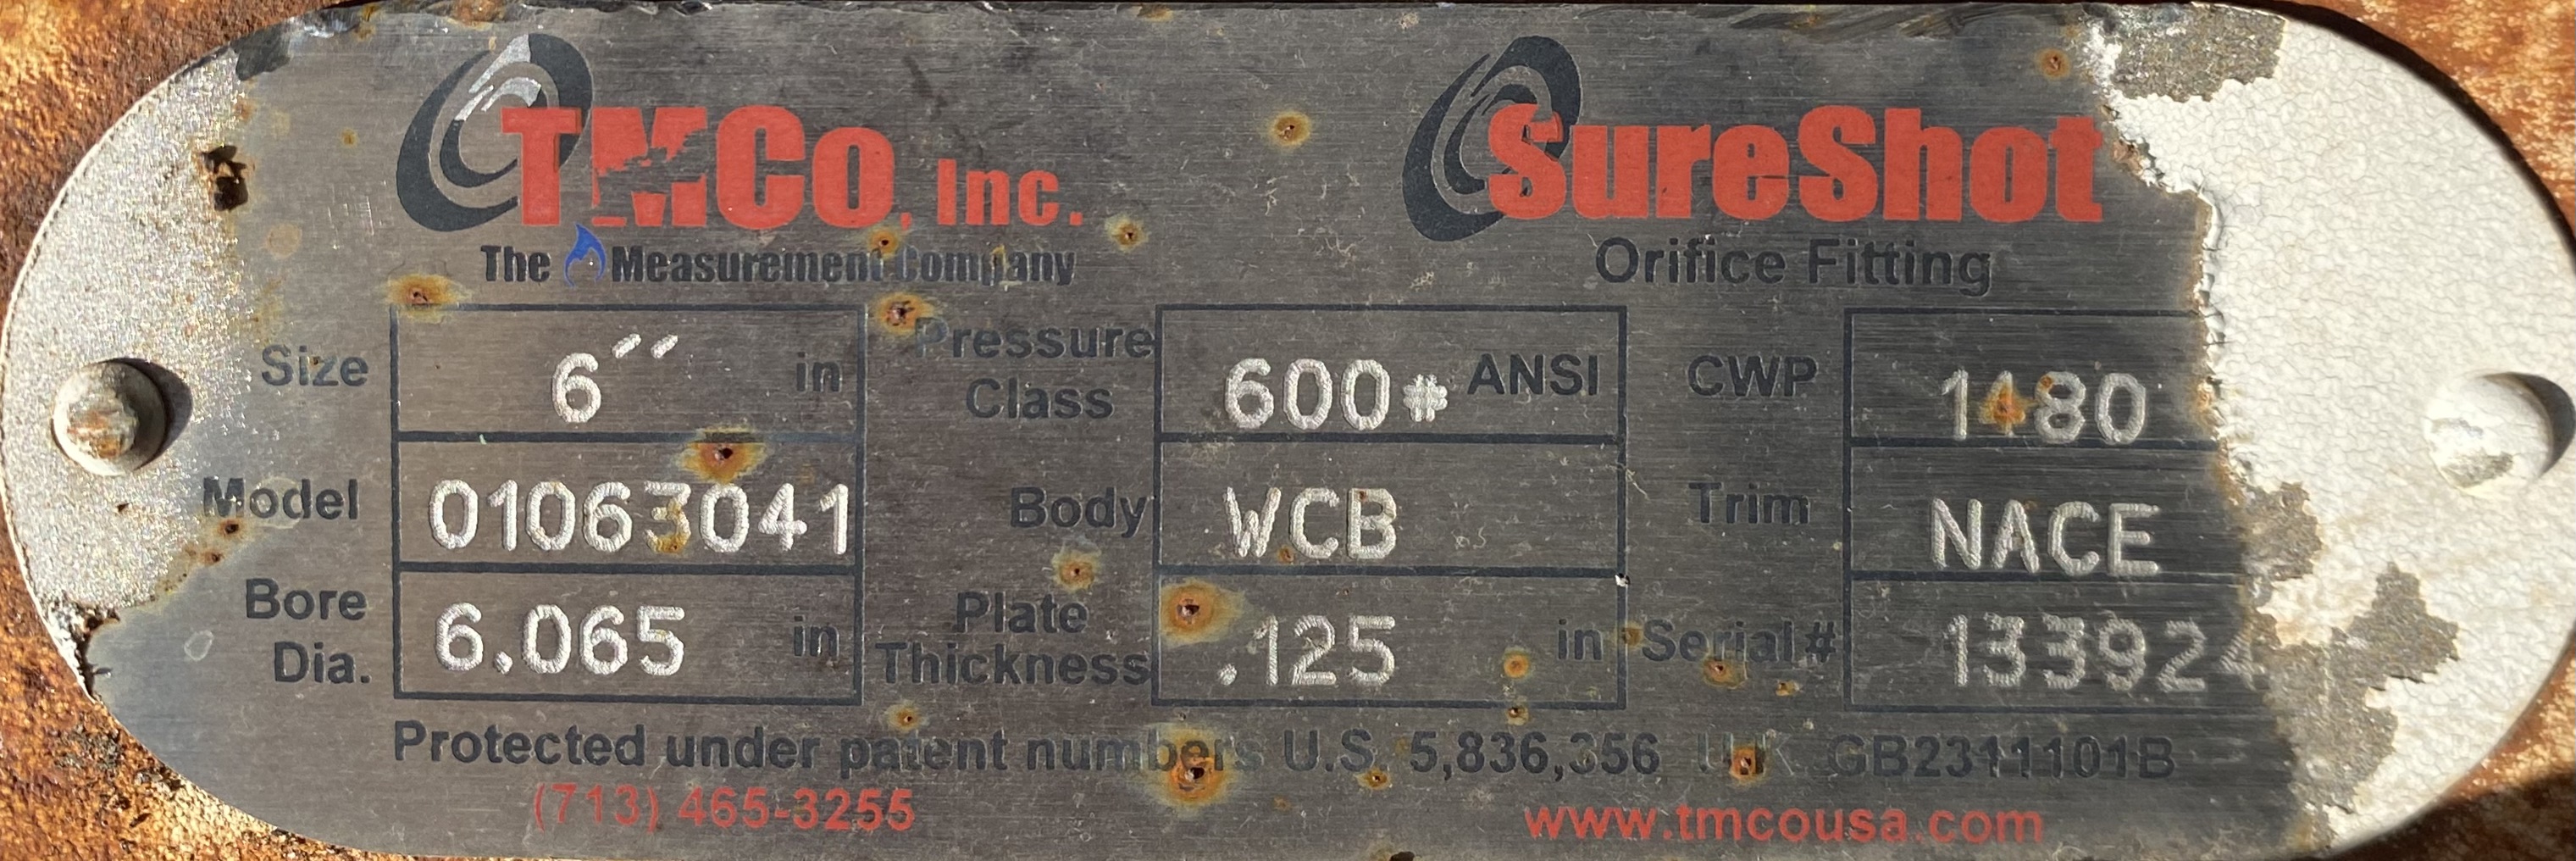 TMCo, Inc.
The Measurement Company
SureShot
Orifice Fitting
Size 6´´ in
Pressure Class 600# ANSI
CWP 1480
Model 01063041
Body WCB
Trim NACE
Bore Dia. 6.065 in
Plate Thickness .125 in
Serial# 133924
Protected under patent numbers U.S. 5,836,356 U.K. GB2311101B
(713) 465-3255
www.tmcousa.com